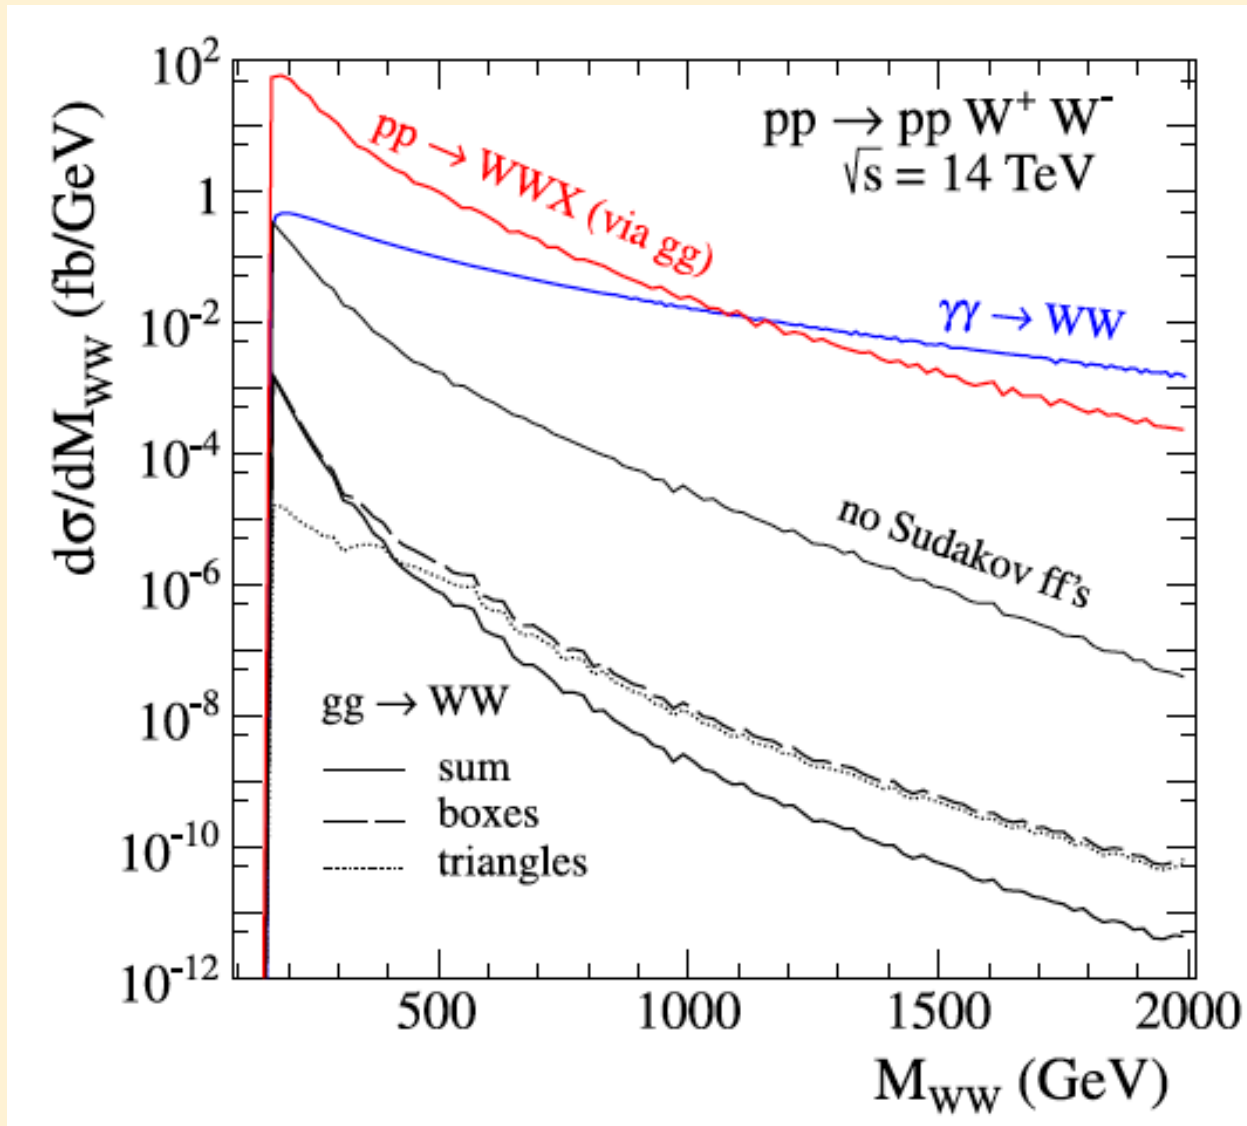 dσ/dM_WW (fb/GeV)
10^2
1
10^-2
10^-4
10^-6
10^-8
10^-10
10^-12
pp → pp W^+ W^-
√s = 14 TeV
pp → WWX (via gg)
γγ → WW
no Sudakov ff's
gg → WW
sum
boxes
triangles
500 1000 1500 2000
M_WW (GeV)